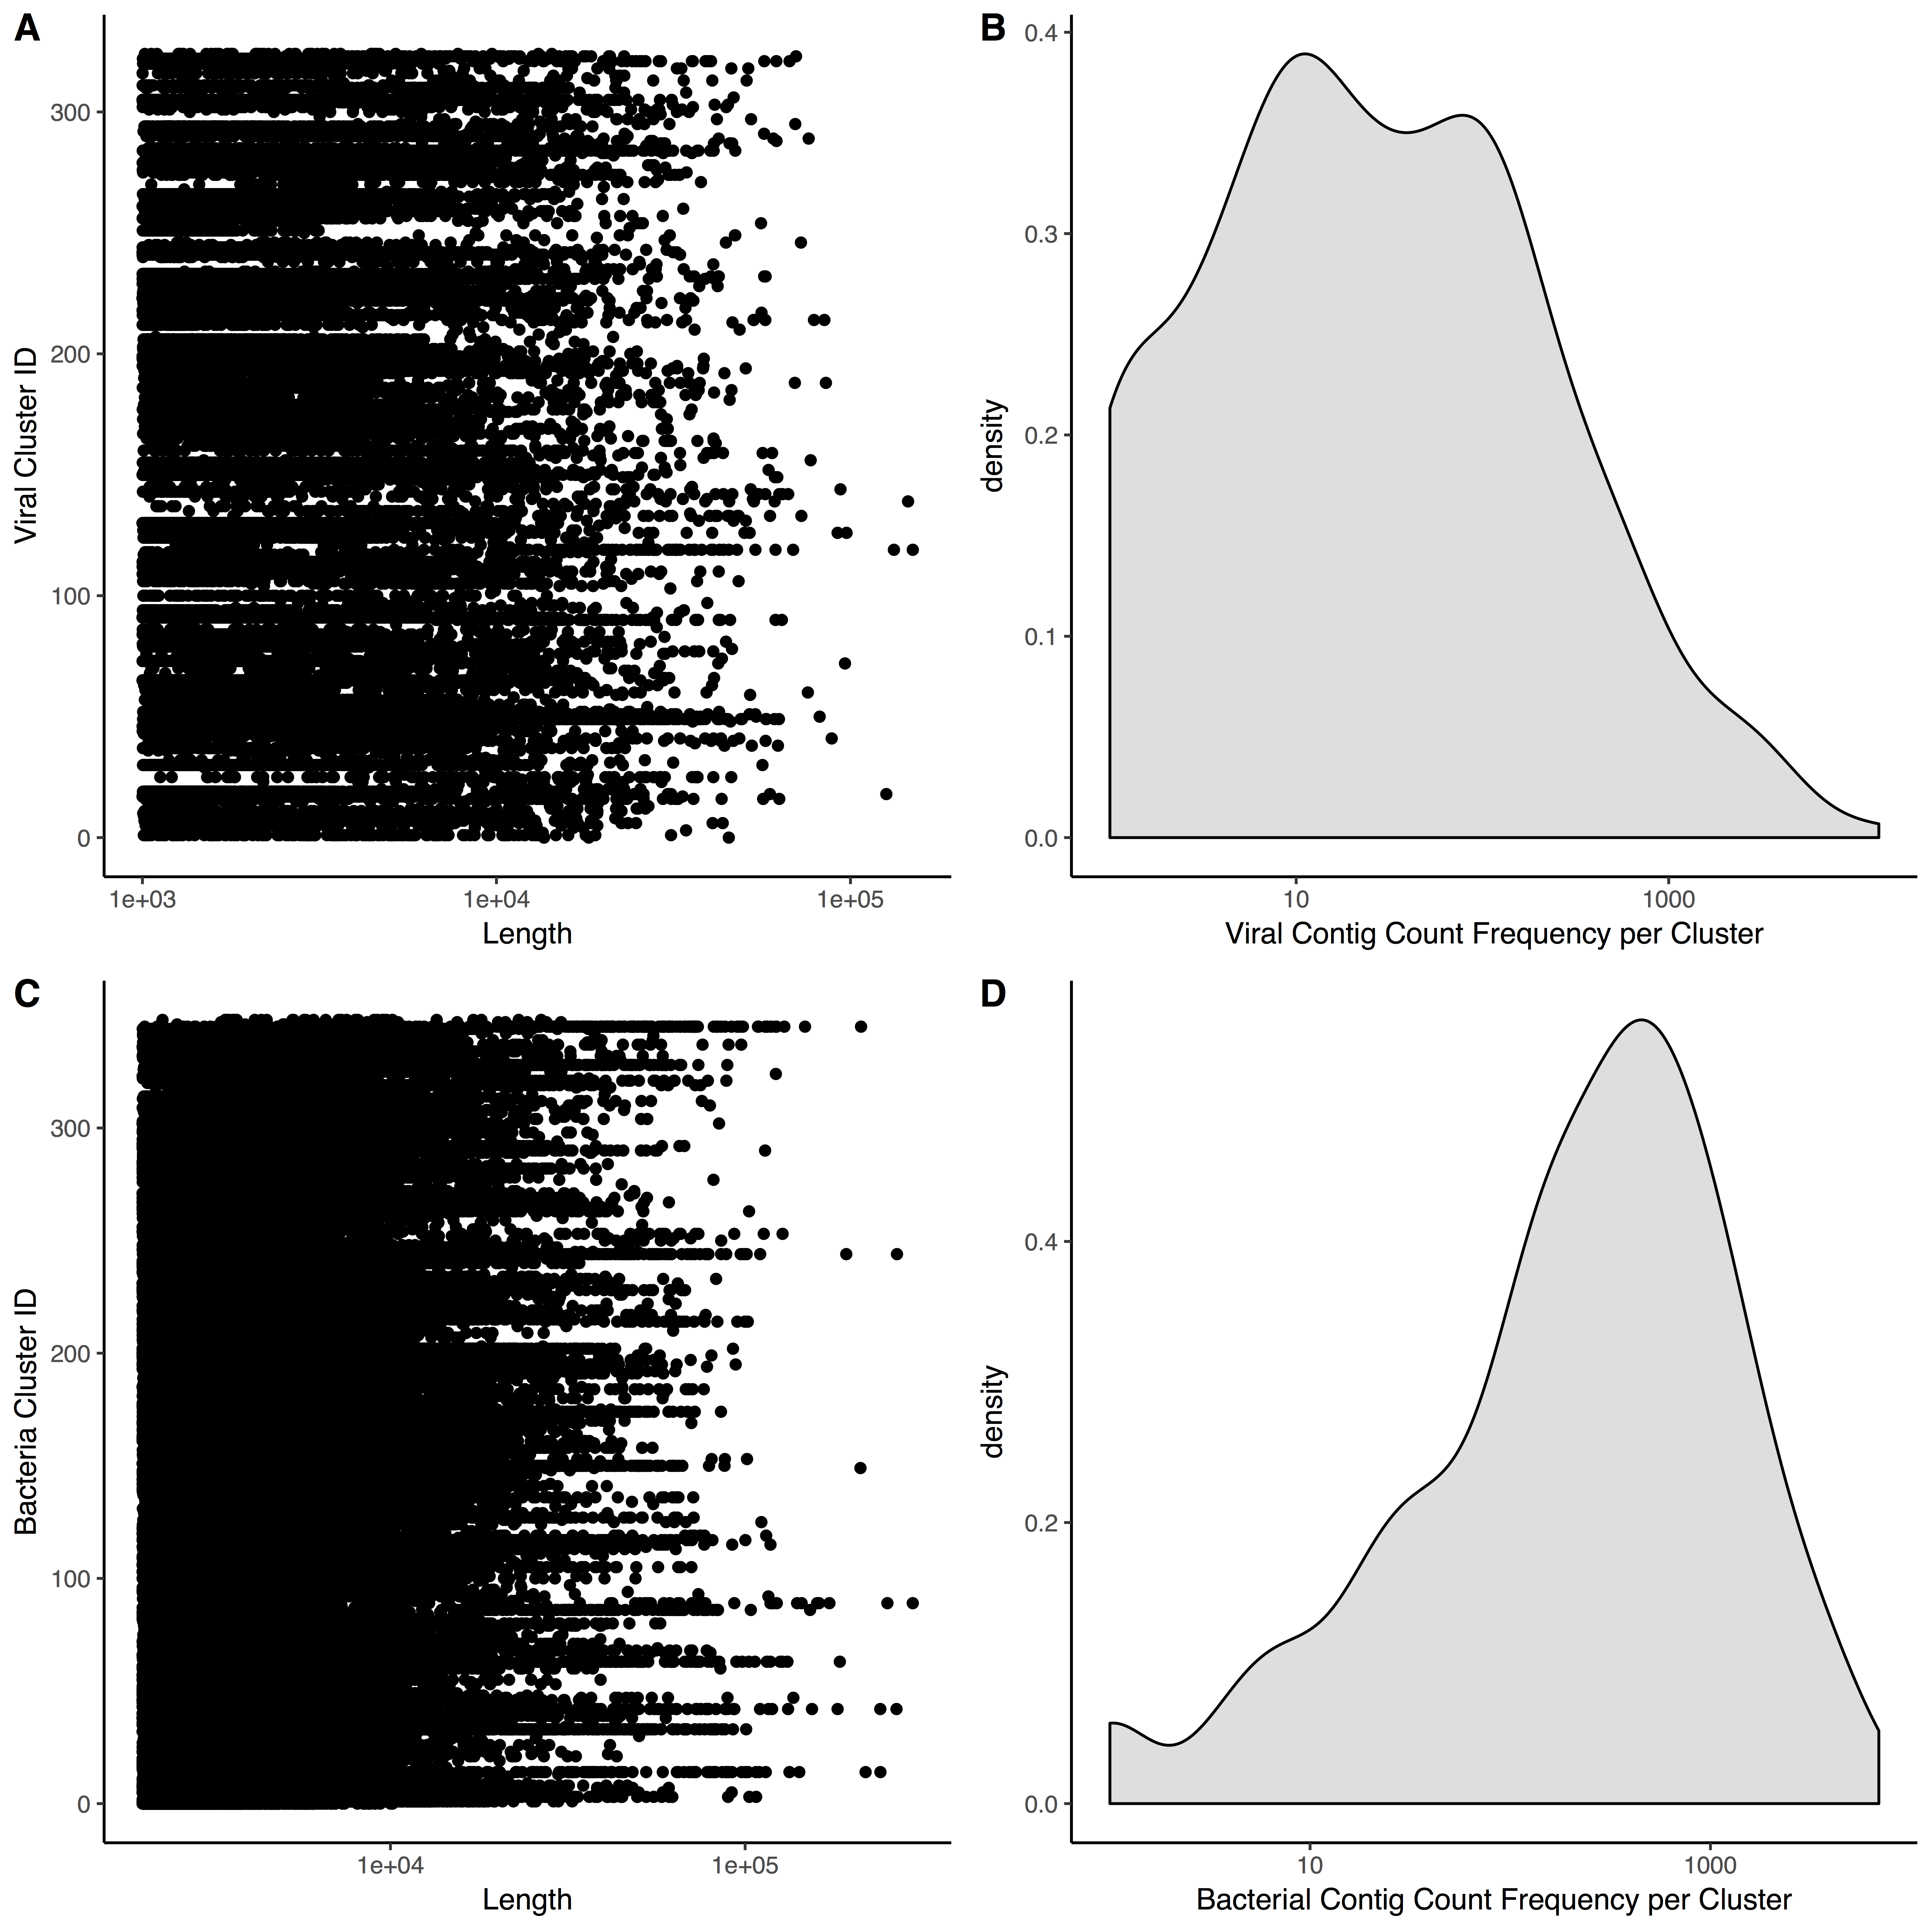 A
Viral Cluster ID
300
200
100
0
1e+03 1e+04 1e+05
Length
B
density
0.4
0.3
0.2
0.1
0.0
10 1000
Viral Contig Count Frequency per Cluster
C
Bacteria Cluster ID
300
200
100
0
1e+04 1e+05
Length
D
density
0.4
0.2
0.0
10 1000
Bacterial Contig Count Frequency per Cluster